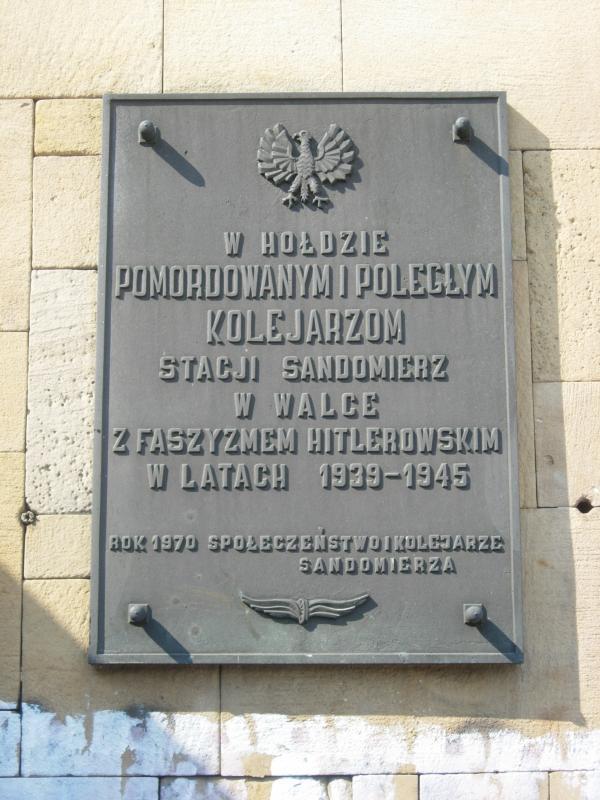 W HOŁDZIE
POMORDOWANYM I POLEGŁYM
KOLEJARZOM
STACJI SANDOMIERZ
W WALCE
Z FASZYZMEM HITLEROWSKIM
W LATACH 1939-1945
ROK 1970 SPOŁECZEŃSTWO I KOLEJARZE
SANDOMIERZA